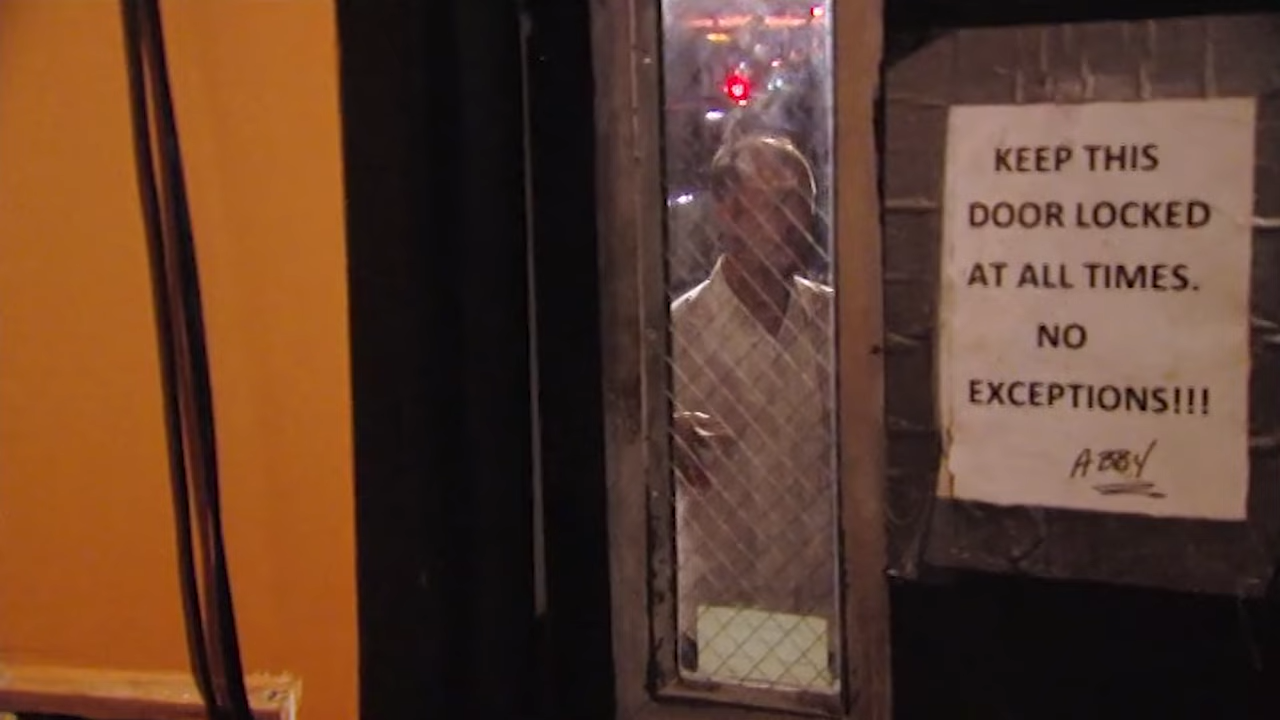 KEEP THIS
DOOR LOCKED
AT ALL TIMES.
NO
EXCEPTIONS!!!
ABBY